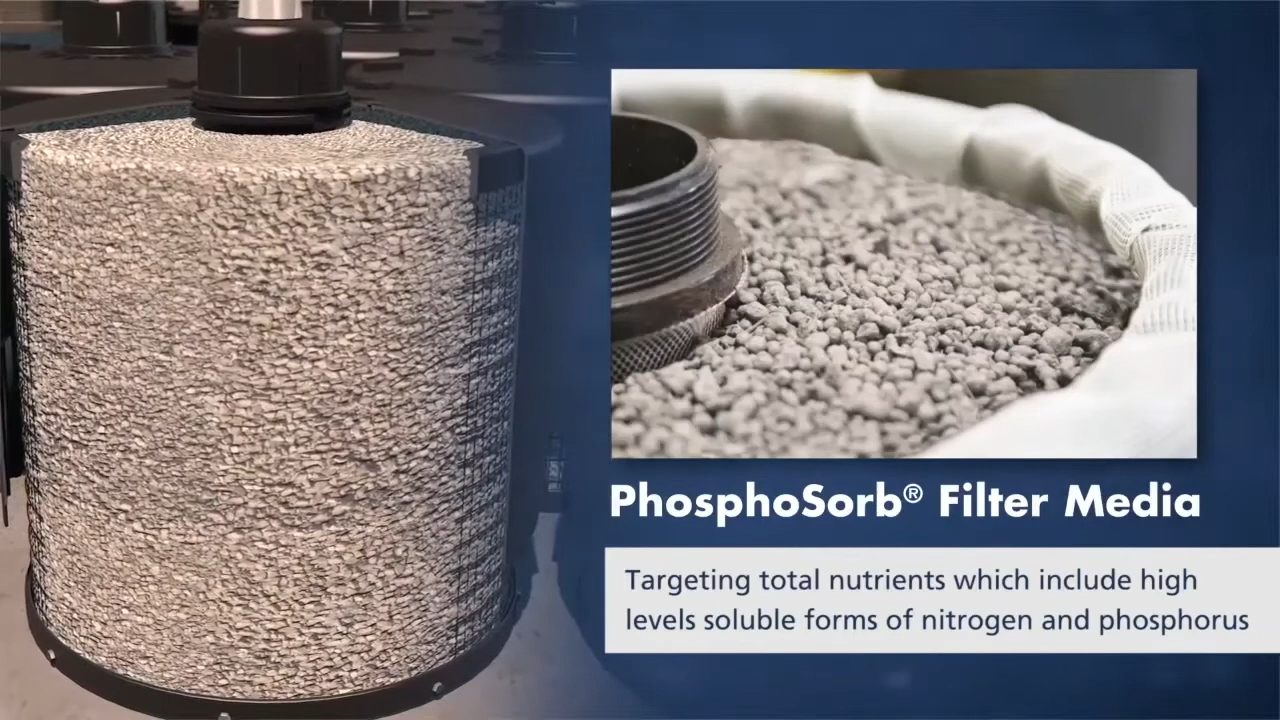 PhosphoSorb® Filter Media
Targeting total nutrients which include high
levels soluble forms of nitrogen and phosphorus